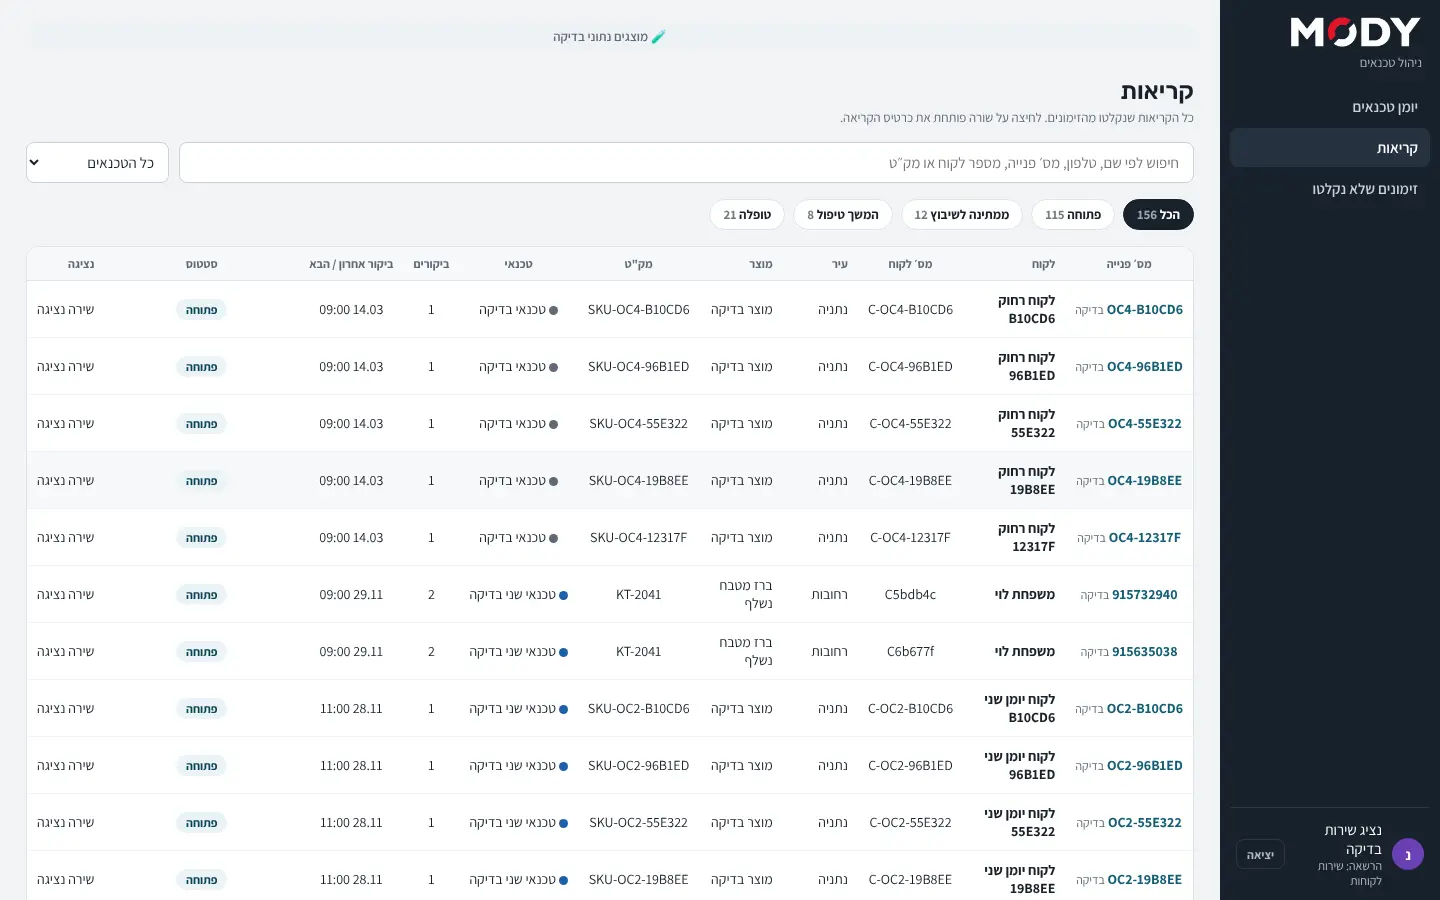 MODY
ניהול טכנאים
יומן טכנאים
קריאות
זימונים שלא נקלטו
נציג שירות בדיקה
הרשאה: שירות לקוחות
נ
יציאה
🧪 מוצגים נתוני בדיקה
קריאות
כל הקריאות שנקלטו מהזימונים. לחיצה על שורה פותחת את כרטיס הקריאה.
חיפוש לפי שם, טלפון, מס׳ פנייה, מספר לקוח או מק״ט
כל הטכנאים
הכל 156 פתוחה 115 ממתינה לשיבוץ 12 המשך טיפול 8 טופלה 21
מס׳ פנייה לקוח מס׳ לקוח עיר מוצר מק"ט טכנאי ביקורים ביקור אחרון / הבא סטטוס נציגה
OC4-B10CD6 בדיקה לקוח רחוק B10CD6 C-OC4-B10CD6 נתניה מוצר בדיקה SKU-OC4-B10CD6 טכנאי בדיקה 1 14.03 09:00 פתוחה שירה נציגה
OC4-96B1ED בדיקה לקוח רחוק 96B1ED C-OC4-96B1ED נתניה מוצר בדיקה SKU-OC4-96B1ED טכנאי בדיקה 1 14.03 09:00 פתוחה שירה נציגה
OC4-55E322 בדיקה לקוח רחוק 55E322 C-OC4-55E322 נתניה מוצר בדיקה SKU-OC4-55E322 טכנאי בדיקה 1 14.03 09:00 פתוחה שירה נציגה
OC4-19B8EE בדיקה לקוח רחוק 19B8EE C-OC4-19B8EE נתניה מוצר בדיקה SKU-OC4-19B8EE טכנאי בדיקה 1 14.03 09:00 פתוחה שירה נציגה
OC4-12317F בדיקה לקוח רחוק 12317F C-OC4-12317F נתניה מוצר בדיקה SKU-OC4-12317F טכנאי בדיקה 1 14.03 09:00 פתוחה שירה נציגה
915732940 בדיקה משפחת לוי C5bdb4c רחובות ברז מטבח נשלף KT-2041 טכנאי שני בדיקה 2 29.11 09:00 פתוחה שירה נציגה
915635038 בדיקה משפחת לוי C6b677f רחובות ברז מטבח נשלף KT-2041 טכנאי שני בדיקה 2 29.11 09:00 פתוחה שירה נציגה
OC2-B10CD6 בדיקה לקוח יומן שני B10CD6 C-OC2-B10CD6 נתניה מוצר בדיקה SKU-OC2-B10CD6 טכנאי שני בדיקה 1 28.11 11:00 פתוחה שירה נציגה
OC2-96B1ED בדיקה לקוח יומן שני 96B1ED C-OC2-96B1ED נתניה מוצר בדיקה SKU-OC2-96B1ED טכנאי שני בדיקה 1 28.11 11:00 פתוחה שירה נציגה
OC2-55E322 בדיקה לקוח יומן שני 55E322 C-OC2-55E322 נתניה מוצר בדיקה SKU-OC2-55E322 טכנאי שני בדיקה 1 28.11 11:00 פתוחה שירה נציגה
OC2-19B8EE בדיקה לקוח יומן שני 19B8EE C-OC2-19B8EE נתניה מוצר בדיקה SKU-OC2-19B8EE טכנאי שני בדיקה 1 28.11 11:00 פתוחה שירה נציגה